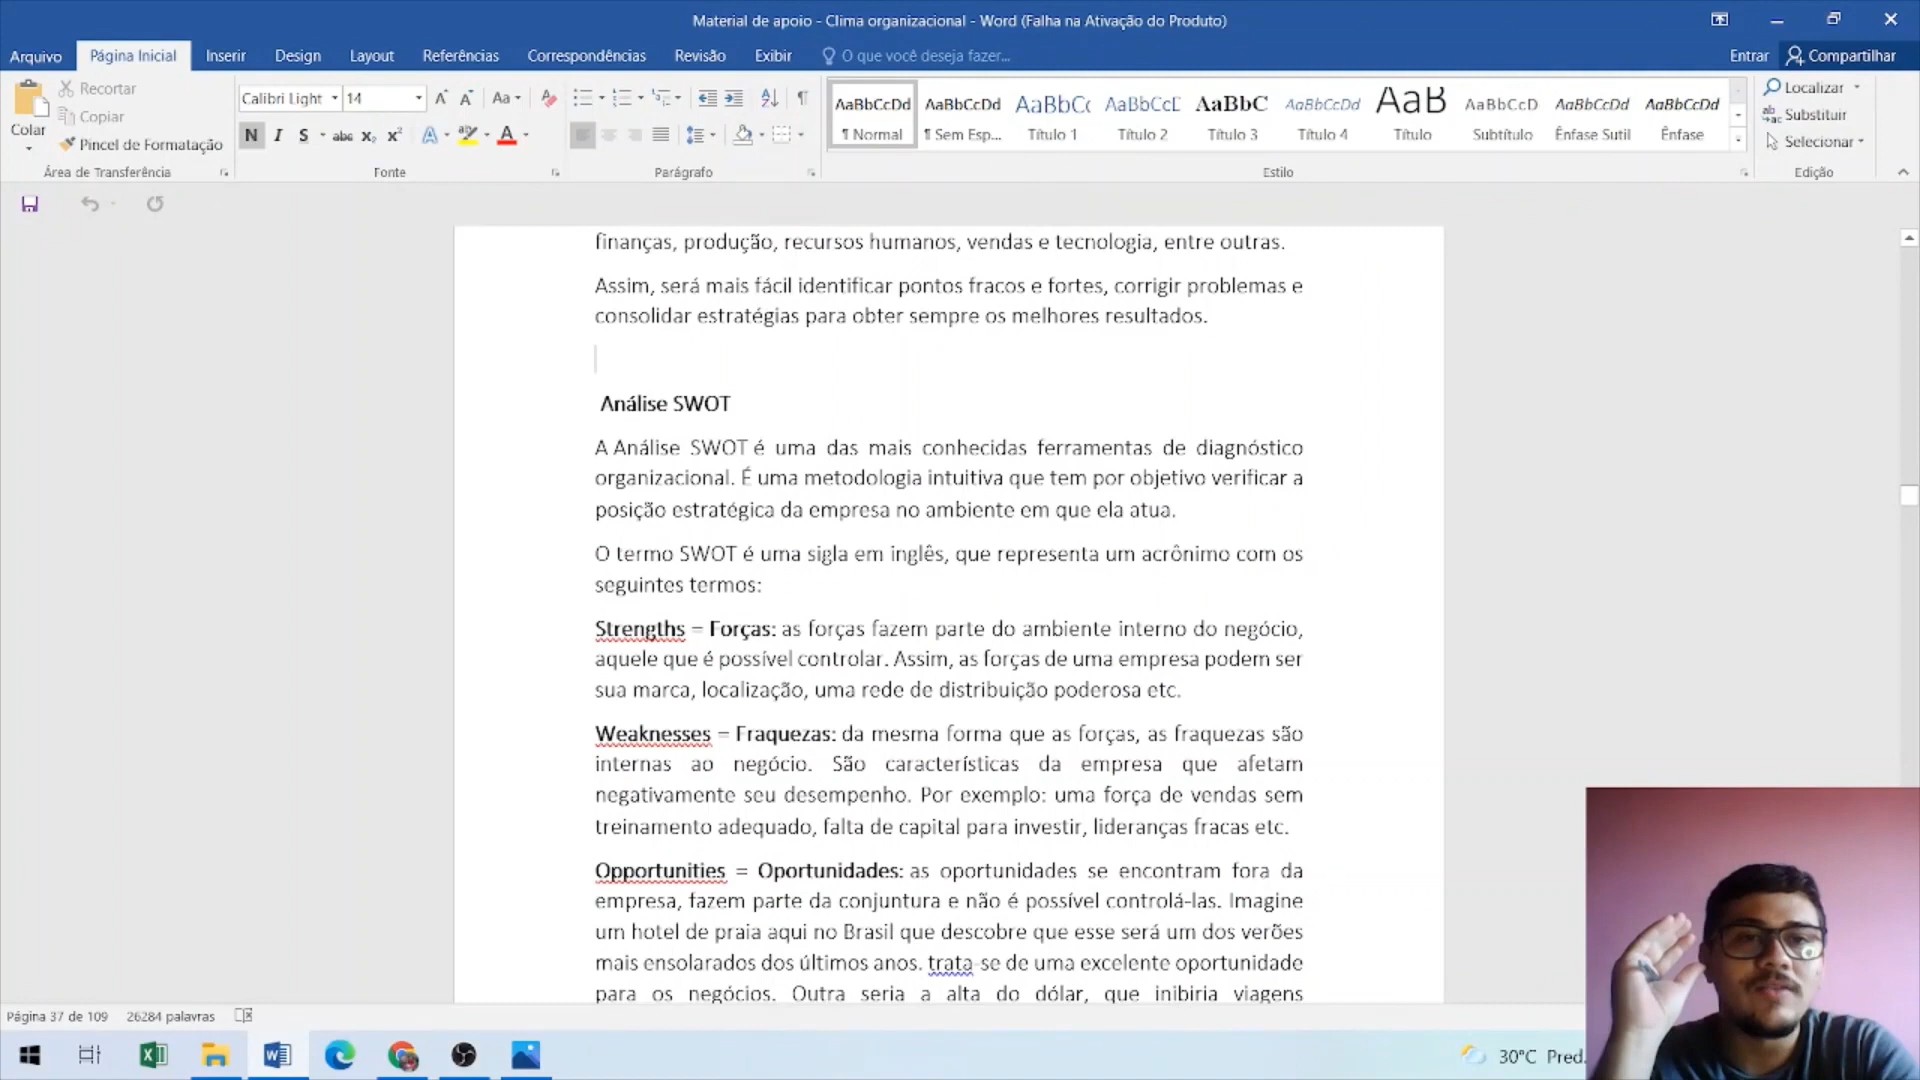 Material de apoio - Clima organizacional - Word (Falha na Ativação do Produto)
Arquivo Página Inicial Inserir Design Layout Referências Correspondências Revisão Exibir O que você deseja fazer... Entrar Compartilhar
Colar
Recortar
Copiar
Pincel de Formatação
Área de Transferência
Calibri Light 14 Aa
N I S abc x₂ x² A A
Fonte
Parágrafo
AaBbCcDd AaBbCcDd AaBbCc AaBbCcE AaBbC AaBbCcDd AaB AaBbCcD AaBbCcDd AaBbCcDd
¶ Normal ¶ Sem Esp... Título 1 Título 2 Título 3 Título 4 Título Subtítulo Ênfase Sutil Ênfase
Estilo
Localizar
Substituir
Selecionar
Edição
finanças, produção, recursos humanos, vendas e tecnologia, entre outras.
Assim, será mais fácil identificar pontos fracos e fortes, corrigir problemas e
consolidar estratégias para obter sempre os melhores resultados.
Análise SWOT
A Análise SWOT é uma das mais conhecidas ferramentas de diagnóstico
organizacional. É uma metodologia intuitiva que tem por objetivo verificar a
posição estratégica da empresa no ambiente em que ela atua.
O termo SWOT é uma sigla em inglês, que representa um acrônimo com os
seguintes termos:
Strengths = Forças: as forças fazem parte do ambiente interno do negócio,
aquele que é possível controlar. Assim, as forças de uma empresa podem ser
sua marca, localização, uma rede de distribuição poderosa etc.
Weaknesses = Fraquezas: da mesma forma que as forças, as fraquezas são
internas ao negócio. São características da empresa que afetam
negativamente seu desempenho. Por exemplo: uma força de vendas sem
treinamento adequado, falta de capital para investir, lideranças fracas etc.
Opportunities = Oportunidades: as oportunidades se encontram fora da
empresa, fazem parte da conjuntura e não é possível controlá-las. Imagine
um hotel de praia aqui no Brasil que descobre que esse será um dos verões
mais ensolarados dos últimos anos. trata-se de uma excelente oportunidade
para os negócios. Outra seria a alta do dólar, que inibiria viagens
Página 37 de 109 26284 palavras
30°C Pred.